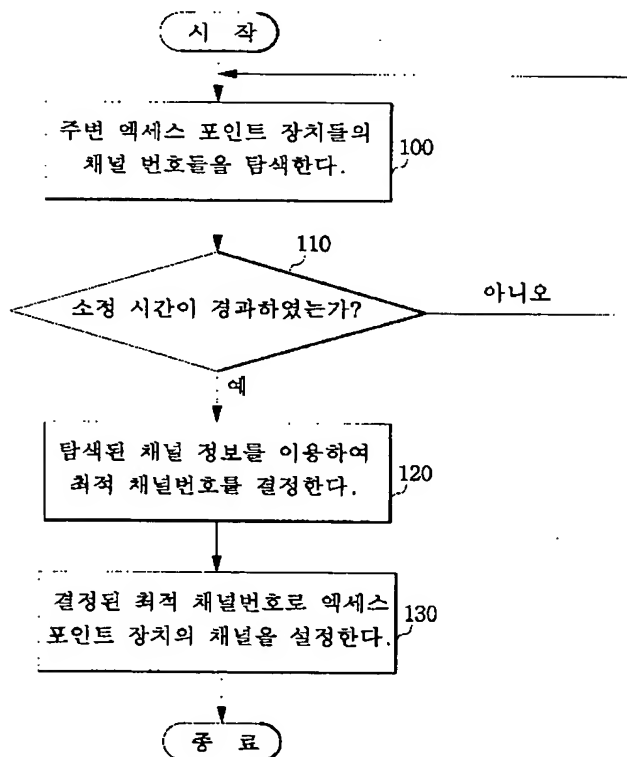 시 작
주변 엑세스 포인트 장치들의
채널 번호들을 탐색한다.
100
110
소정 시간이 경과하였는가?
아니오
예
탐색된 채널 정보를 이용하여
최적 채널번호를 결정한다.
120
결정된 최적 채널번호로 엑세스
포인트 장치의 채널을 설정한다.
130
종 료